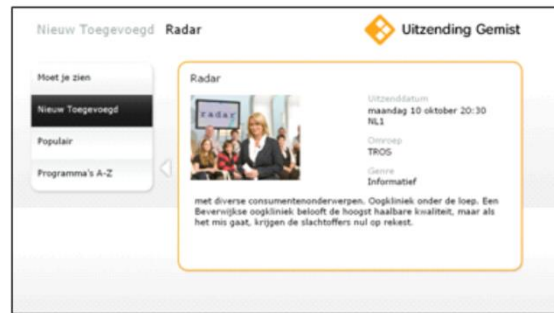 Nieuw Toegevoegd Radar
Uitzending Gemist
Moet je zien
Nieuw Toegevoegd
Populair
Programma's A-Z
Radar
radar
Uitzenddatum
maandag 10 oktober 20:30
NL1
Omroep
TROS
Genre
Informatief
met diverse consumentenonderwerpen. Oogkliniek onder de loep. Een
Beverwijkse oogkliniek belooft de hoogst haalbare kwaliteit, maar als
het mis gaat, krijgen de slachtoffers nul op rekest.